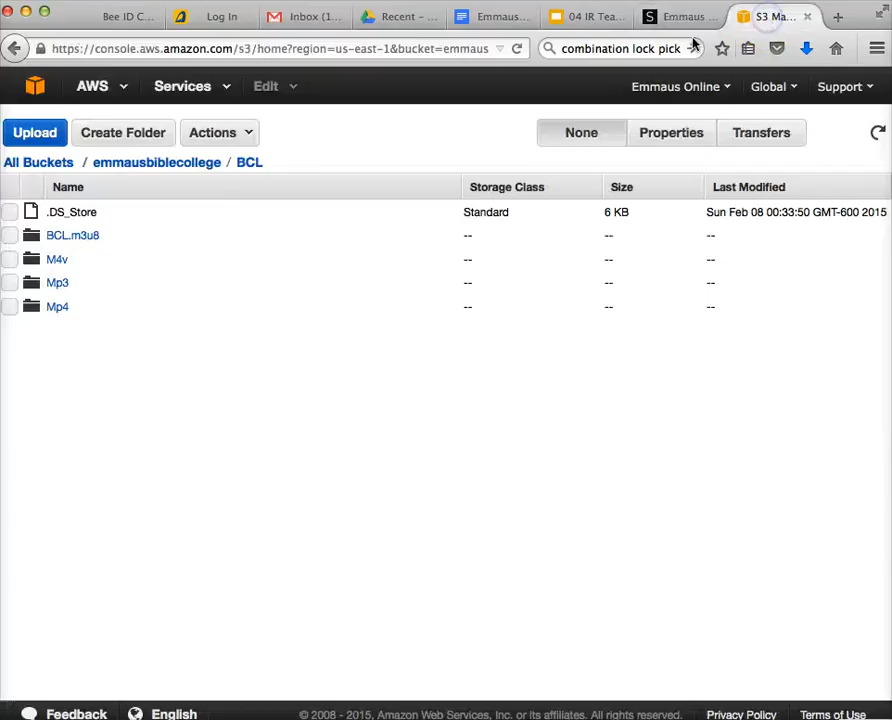 Bee ID C... Log In Inbox (1... Recent – ... Emmaus... 04 IR Tea... Emmaus ... S3 Ma...
https://console.aws.amazon.com/s3/home?region=us-east-1&bucket=emmaus combination lock pick
AWS Services Edit Emmaus Online Global Support
Upload Create Folder Actions None Properties Transfers
All Buckets / emmausbiblecollege / BCL
Name Storage Class Size Last Modified
.DS_Store Standard 6 KB Sun Feb 08 00:33:50 GMT-600 2015
BCL.m3u8 -- -- --
M4v -- -- --
Mp3 -- -- --
Mp4 -- -- --
Feedback English © 2008 - 2015, Amazon Web Services, Inc. or its affiliates. All rights reserved. Privacy Policy Terms of Use